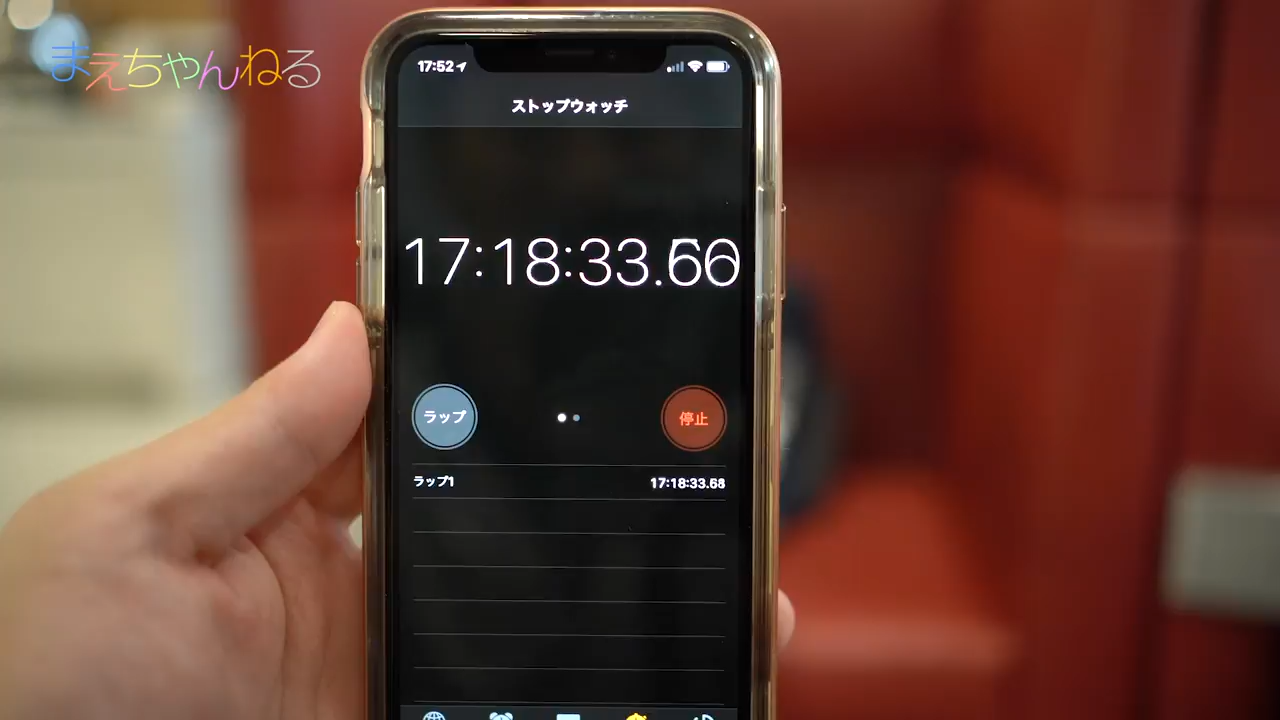 まえちゃんねる
17:52
ストップウォッチ
17:18:33.
ラップ
停止
ラップ1
17:18:33.68